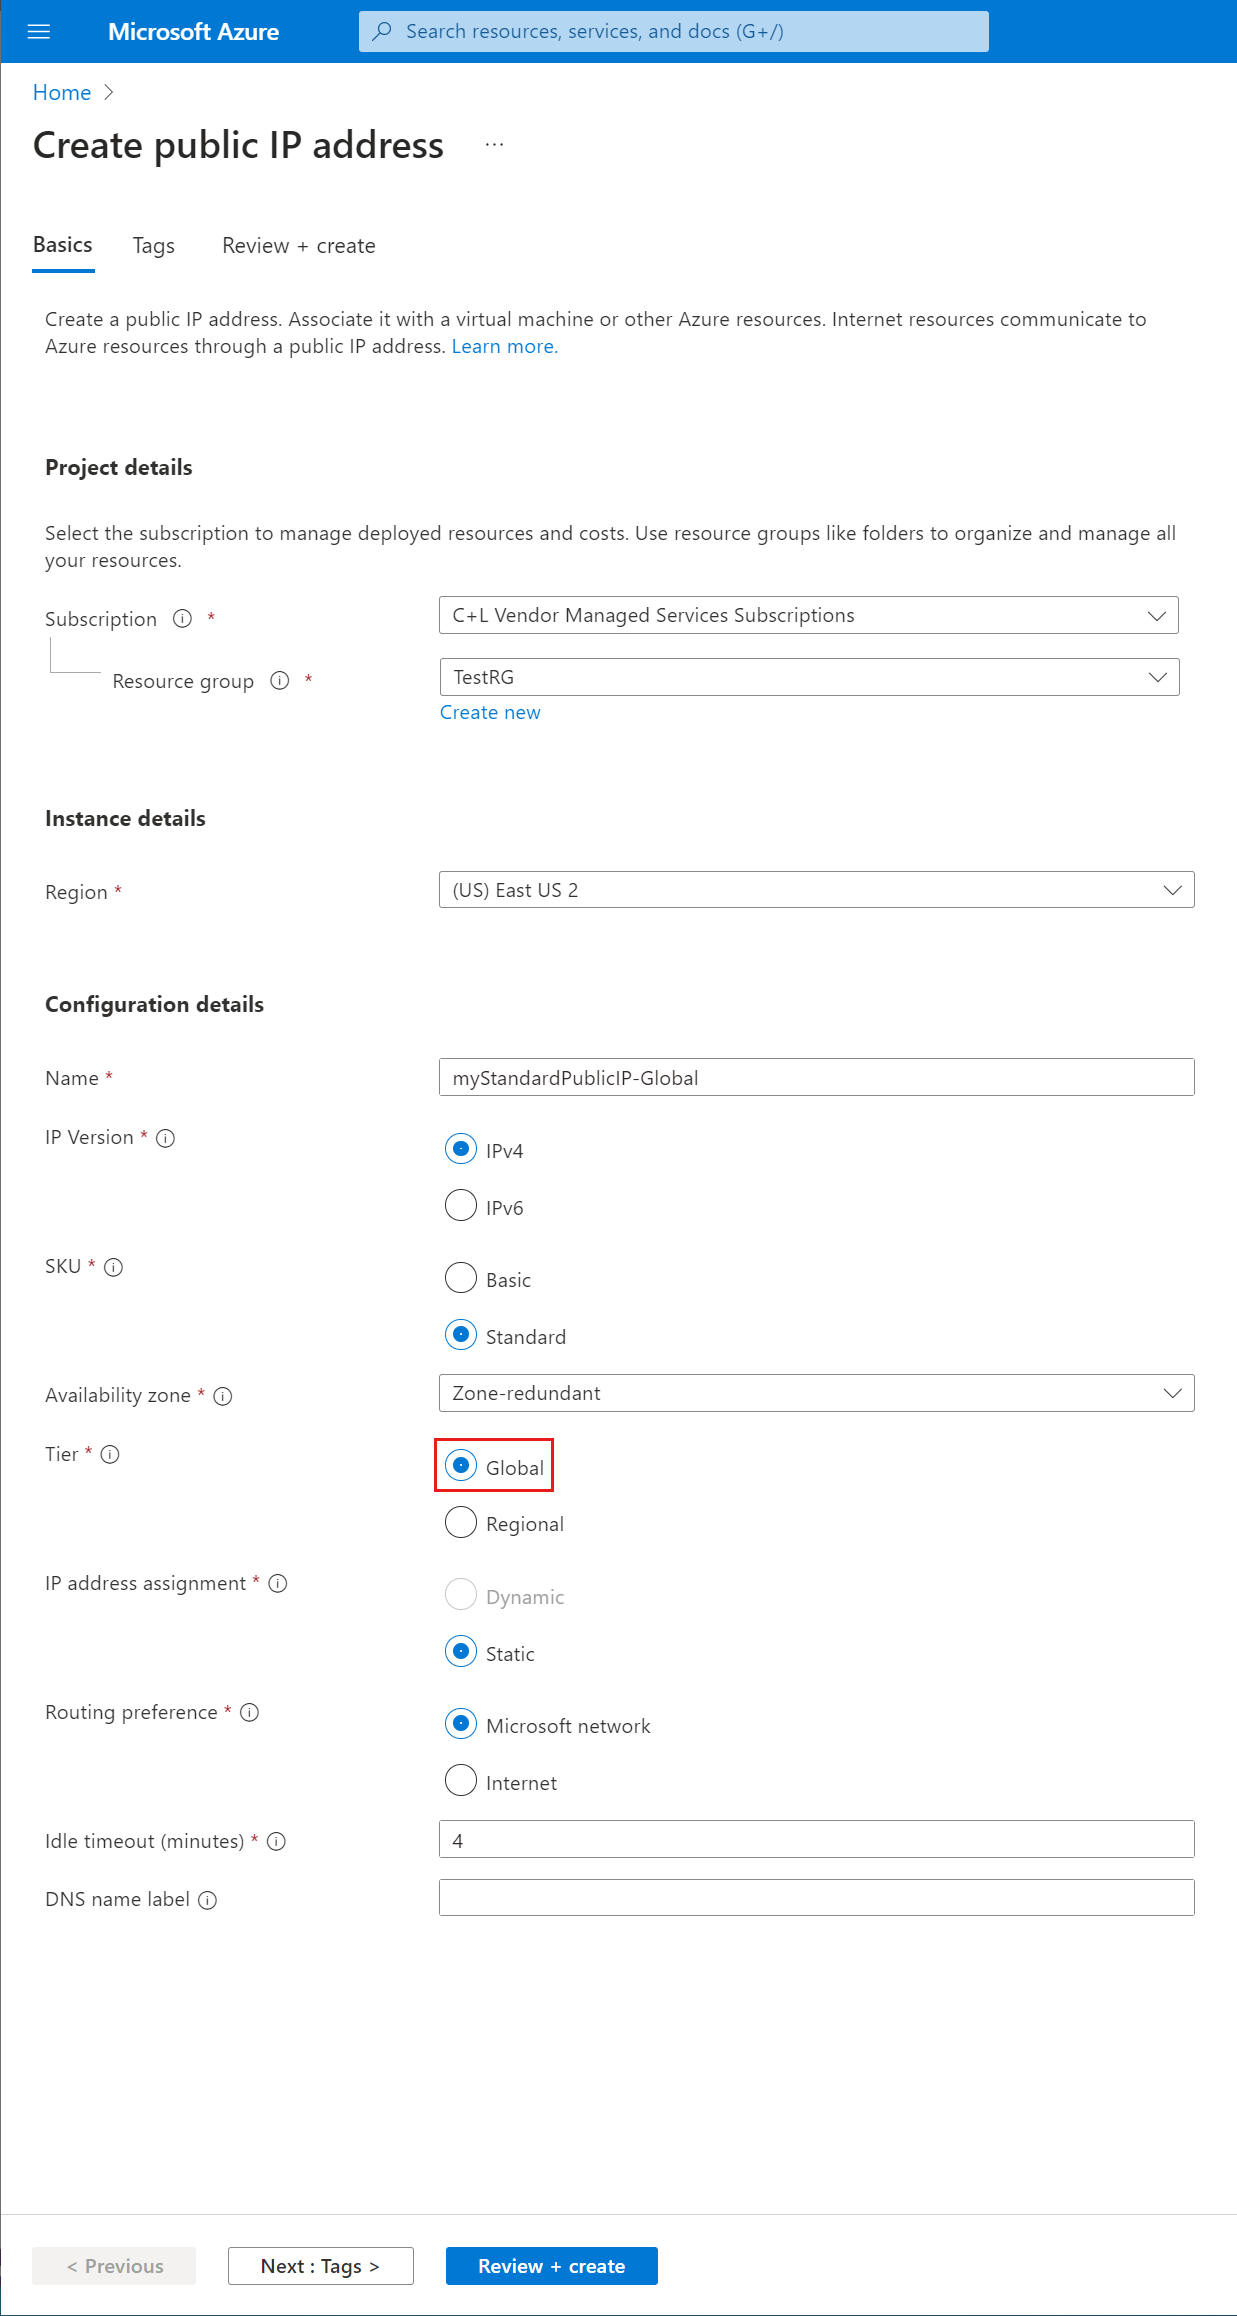 Microsoft Azure
Search resources, services, and docs (G+/)
Home
Create public IP address
...
Basics
Tags
Review + create
Create a public IP address. Associate it with a virtual machine or other Azure resources. Internet resources communicate to
Azure resources through a public IP address. Learn more.
Project details
Select the subscription to manage deployed resources and costs. Use resource groups like folders to organize and manage all
your resources.
Subscription *
C+L Vendor Managed Services Subscriptions
Resource group *
TestRG
Create new
Instance details
Region *
(US) East US 2
Configuration details
Name *
myStandardPublicIP-Global
IP Version *
IPv4
IPv6
SKU *
Basic
Standard
Availability zone *
Zone-redundant
Tier *
Global
Regional
IP address assignment *
Dynamic
Static
Routing preference *
Microsoft network
Internet
Idle timeout (minutes) *
4
DNS name label
< Previous
Next : Tags >
Review + create